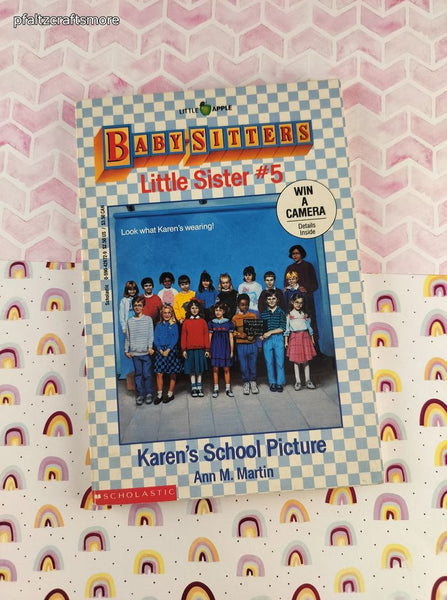 pfaltzcraftsmore
LITTLE APPLE
BABY-SITTERS
Little Sister #5
WIN
A
CAMERA
Details
Inside
Look what Karen's wearing!
Karen's School Picture
Ann M. Martin
SCHOLASTIC